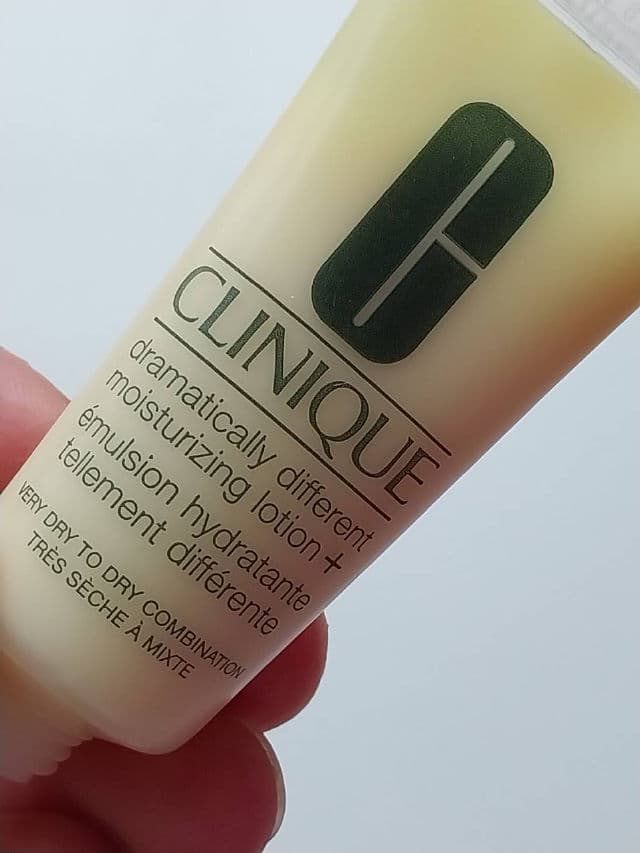 CLINIQUE
dramatically different
moisturizing lotion+
émulsion hydratante
tellement différente
VERY DRY TO DRY COMBINATION
TRÈS SÈCHE À MIXTE